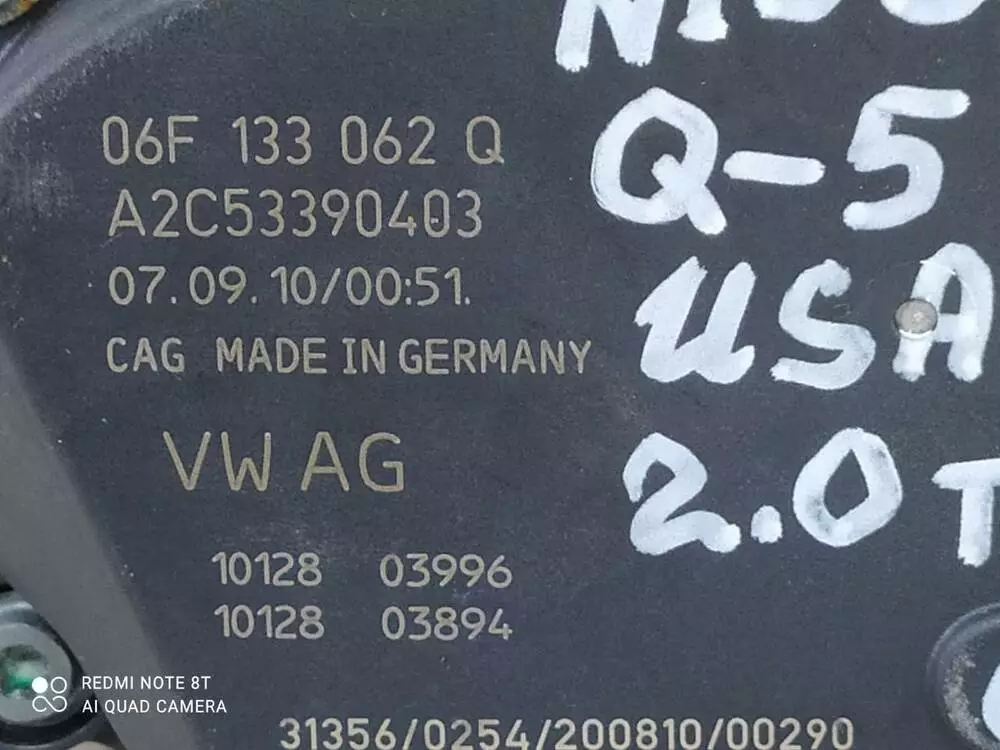 06F 133 062 Q
A2C53390403
07.09.10/00:51.
CAG MADE IN GERMANY
VW AG
10128 03996
10128 03894
31356/0254/200810/00290
Q-5
USA
2.0 T
REDMI NOTE 8T
AI QUAD CAMERA